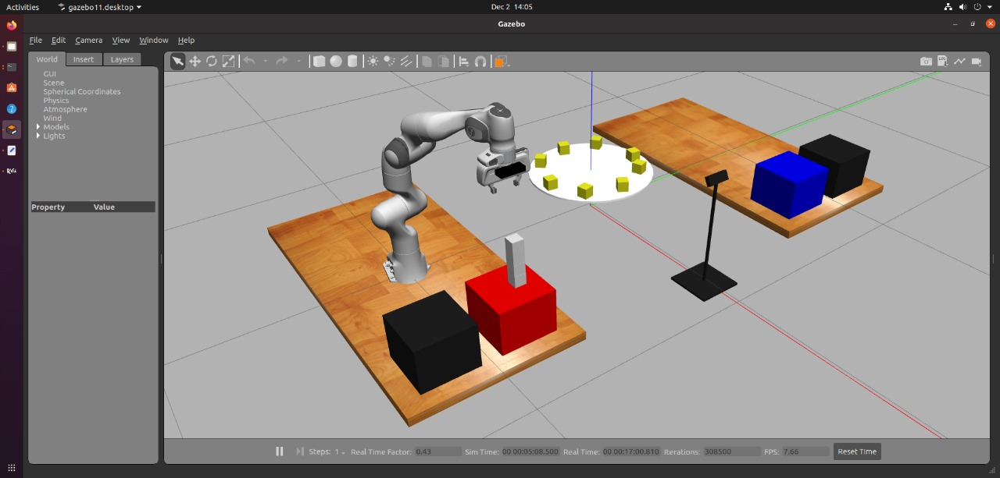 Activities
gazebo11.desktop
Dec 2 14:05
Gazebo
File Edit Camera View Window Help
World Insert Layers
GUI
Scene
Spherical Coordinates
Physics
Atmosphere
Wind
Models
Lights
Property Value
Steps: 1 Real Time Factor: 0.43 Sim Time: 00 00:05:08.500 Real Time: 00 00:17:00.810 Iterations: 308500 FPS: 7.66 Reset Time